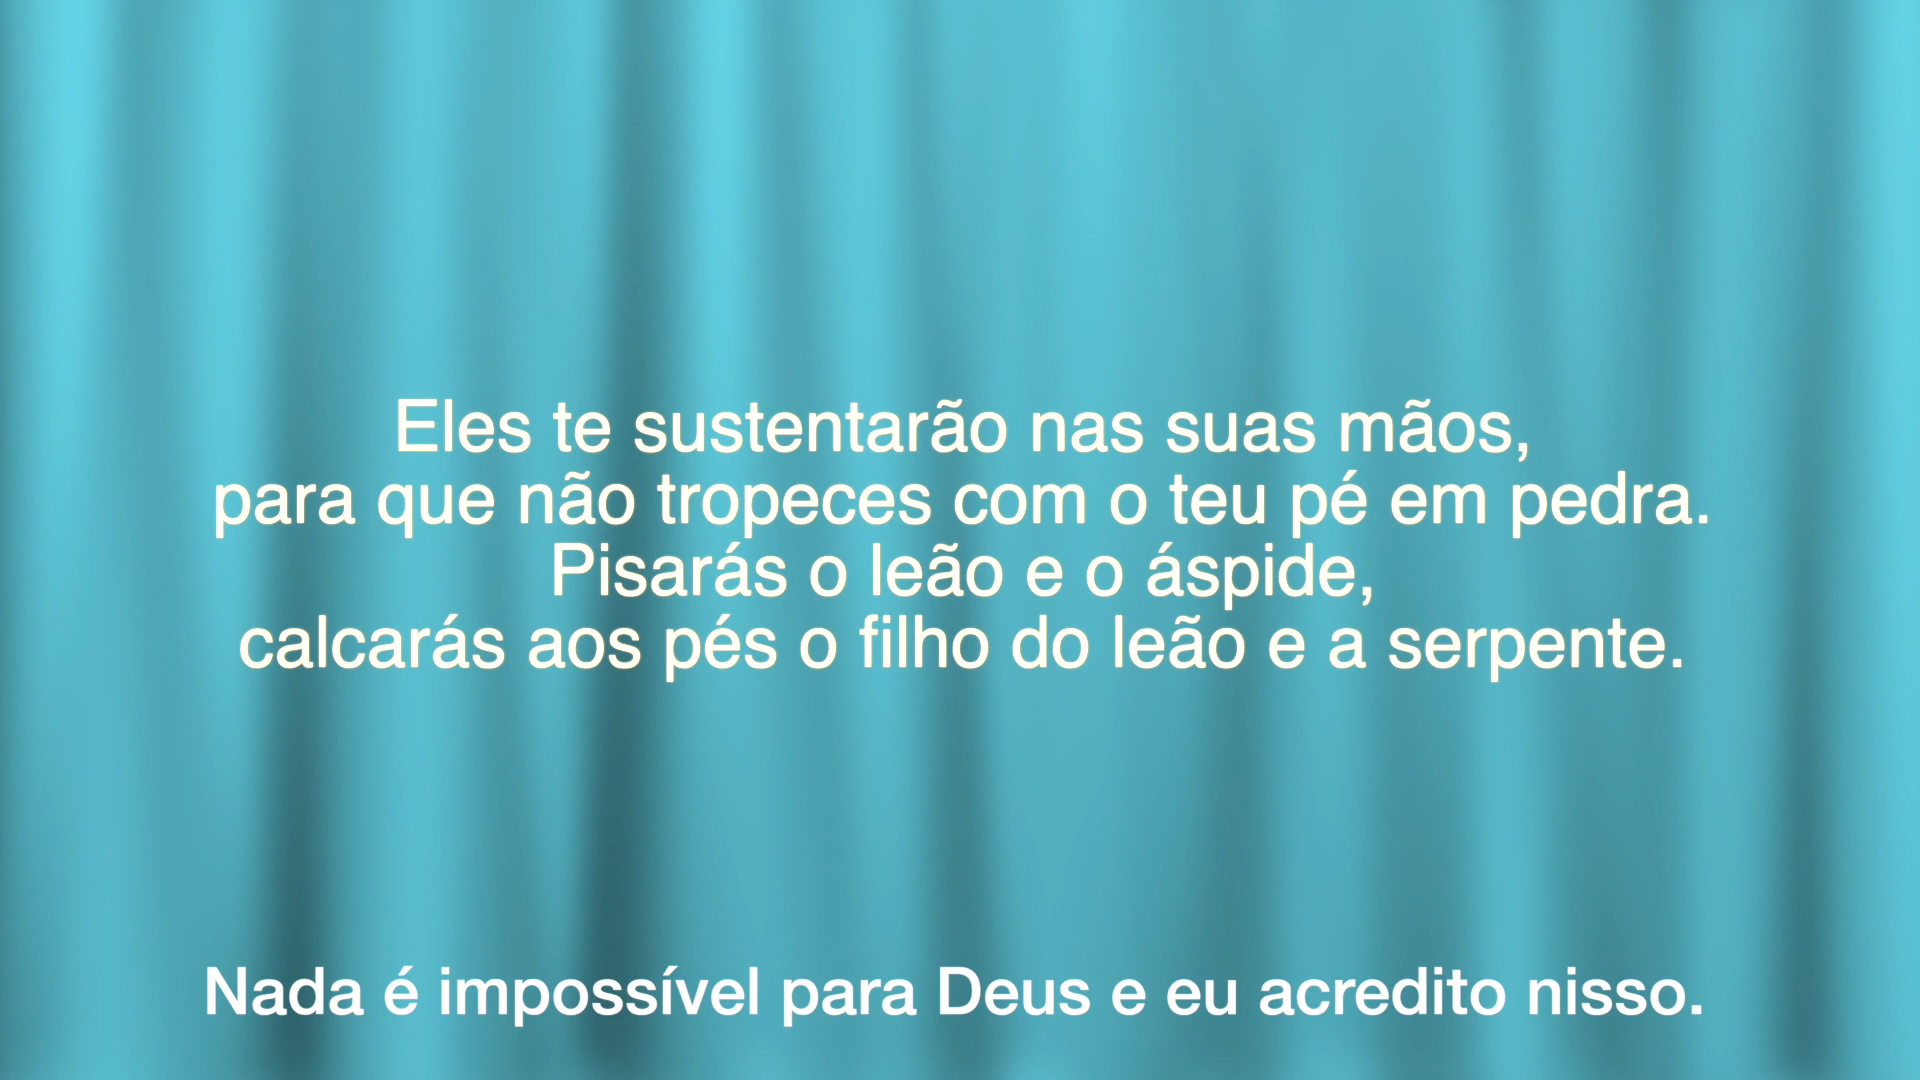 Eles te sustentarão nas suas mãos,
para que não tropeces com o teu pé em pedra.
Pisarás o leão e o áspide,
calcarás aos pés o filho do leão e a serpente.
Nada é impossível para Deus e eu acredito nisso.